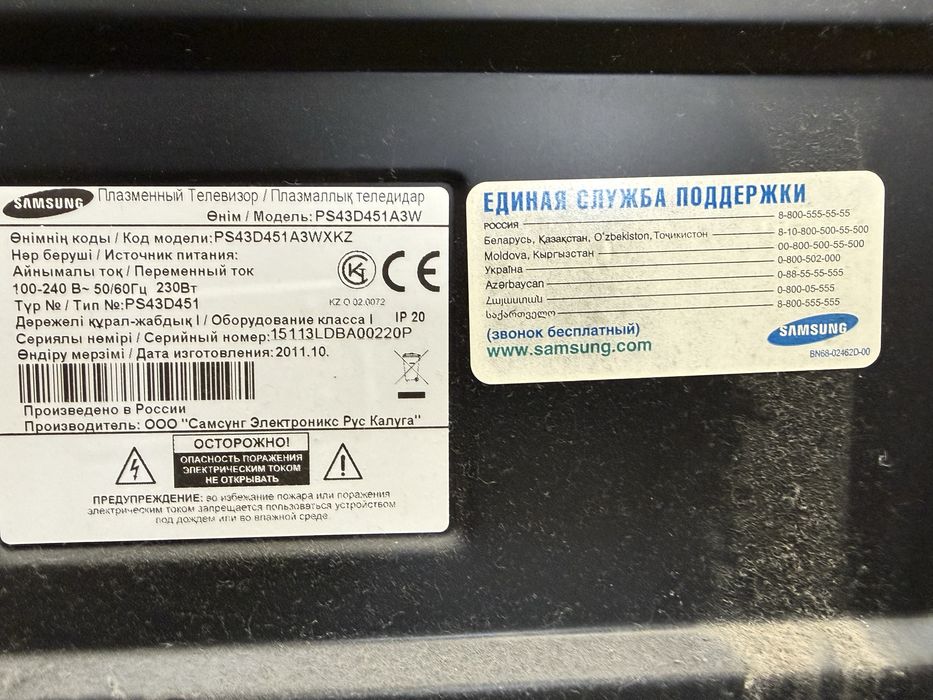 SAMSUNG Плазменный Телевизор / Плазмалық теледидар
Өнім / Модель: PS43D451A3W
Өнімнің коды / Код модели: PS43D451A3WXKZ
Нәр беруші / Источник питания:
Айнымалы ток / Переменный ток
100-240 В~ 50/60Гц 230Вт
Түр № / Тип №: PS43D451
KZ O 02.0072
Дәрежелі құрал-жабдық I / Оборудование класса I IP 20
Сериялы немірі / Серийный номер: 15113LDBA00220P
Өндіру мерзімі / Дата изготовления: 2011.10.
Произведено в России
Производитель: ООО "Самсунг Электроникс Рус Калуга"
ОСТОРОЖНО!
ОПАСНОСТЬ ПОРАЖЕНИЯ
ЭЛЕКТРИЧЕСКИМ ТОКОМ
НЕ ОТКРЫВАТЬ
ПРЕДУПРЕЖДЕНИЕ: во избежание пожара или поражения
электрическим током запрещается пользоваться устройством
под дождем или во влажной среде.
ЕДИНАЯ СЛУЖБА ПОДДЕРЖКИ
РОССИЯ 8-800-555-55-55
Беларусь, Қазақстан, O'zbekiston, Тоҷикистон 8-10-800-500-55-500
Moldova, Кыргызстан 00-800-500-55-500
Україна 0-800-502-000
Azərbaycan 0-88-55-55-555
Հայաստան 0-800-05-555
საქართველო 8-800-555-555
(звонок бесплатный)
www.samsung.com
SAMSUNG
BN68-02462D-00